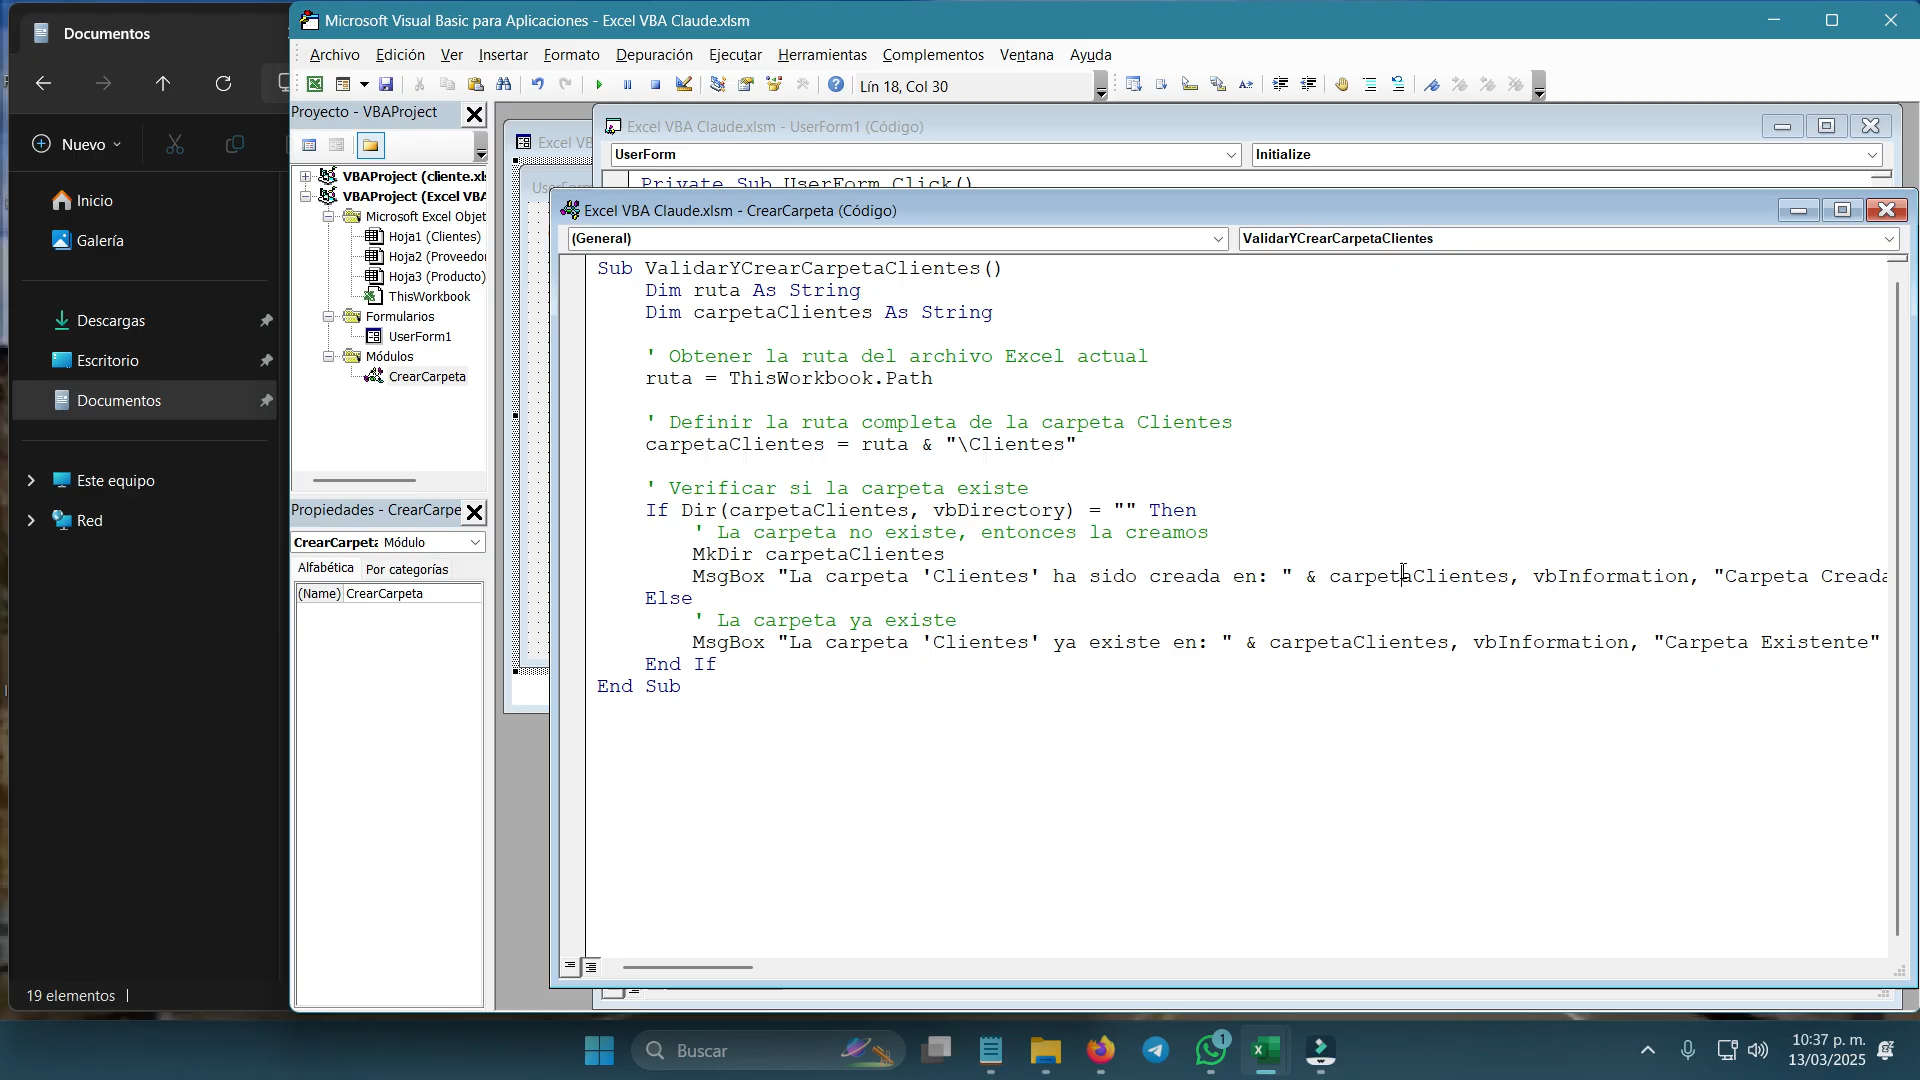 Documentos
Nuevo
Inicio
Galería
Descargas
Escritorio
Documentos
Este equipo
Red
19 elementos
Microsoft Visual Basic para Aplicaciones - Excel VBA Claude.xlsm
Archivo Edición Ver Insertar Formato Depuración Ejecutar Herramientas Complementos Ventana Ayuda
Lín 18, Col 30
Proyecto - VBAProject
VBAProject (cliente.xl
VBAProject (Excel VBA
Microsoft Excel Objet
Hoja1 (Clientes)
Hoja2 (Proveedo
Hoja3 (Producto)
ThisWorkbook
Formularios
UserForm1
Módulos
CrearCarpeta
Propiedades - CrearCarpe
CrearCarpeta Módulo
Alfabética Por categorías
(Name) CrearCarpeta
Excel VB
UserForm
Excel VBA Claude.xlsm - UserForm1 (Código)
UserForm Initialize
Private Sub UserForm_Click()
Excel VBA Claude.xlsm - CrearCarpeta (Código)
(General) ValidarYCrearCarpetaClientes
Sub ValidarYCrearCarpetaClientes()
Dim ruta As String
Dim carpetaClientes As String
' Obtener la ruta del archivo Excel actual
ruta = ThisWorkbook.Path
' Definir la ruta completa de la carpeta Clientes
carpetaClientes = ruta & "\Clientes"
' Verificar si la carpeta existe
If Dir(carpetaClientes, vbDirectory) = "" Then
' La carpeta no existe, entonces la creamos
MkDir carpetaClientes
MsgBox "La carpeta 'Clientes' ha sido creada en: " & carpetaClientes, vbInformation, "Carpeta Creada
Else
' La carpeta ya existe
MsgBox "La carpeta 'Clientes' ya existe en: " & carpetaClientes, vbInformation, "Carpeta Existente"
End If
End Sub
Buscar
1
10:37 p. m.
13/03/2025